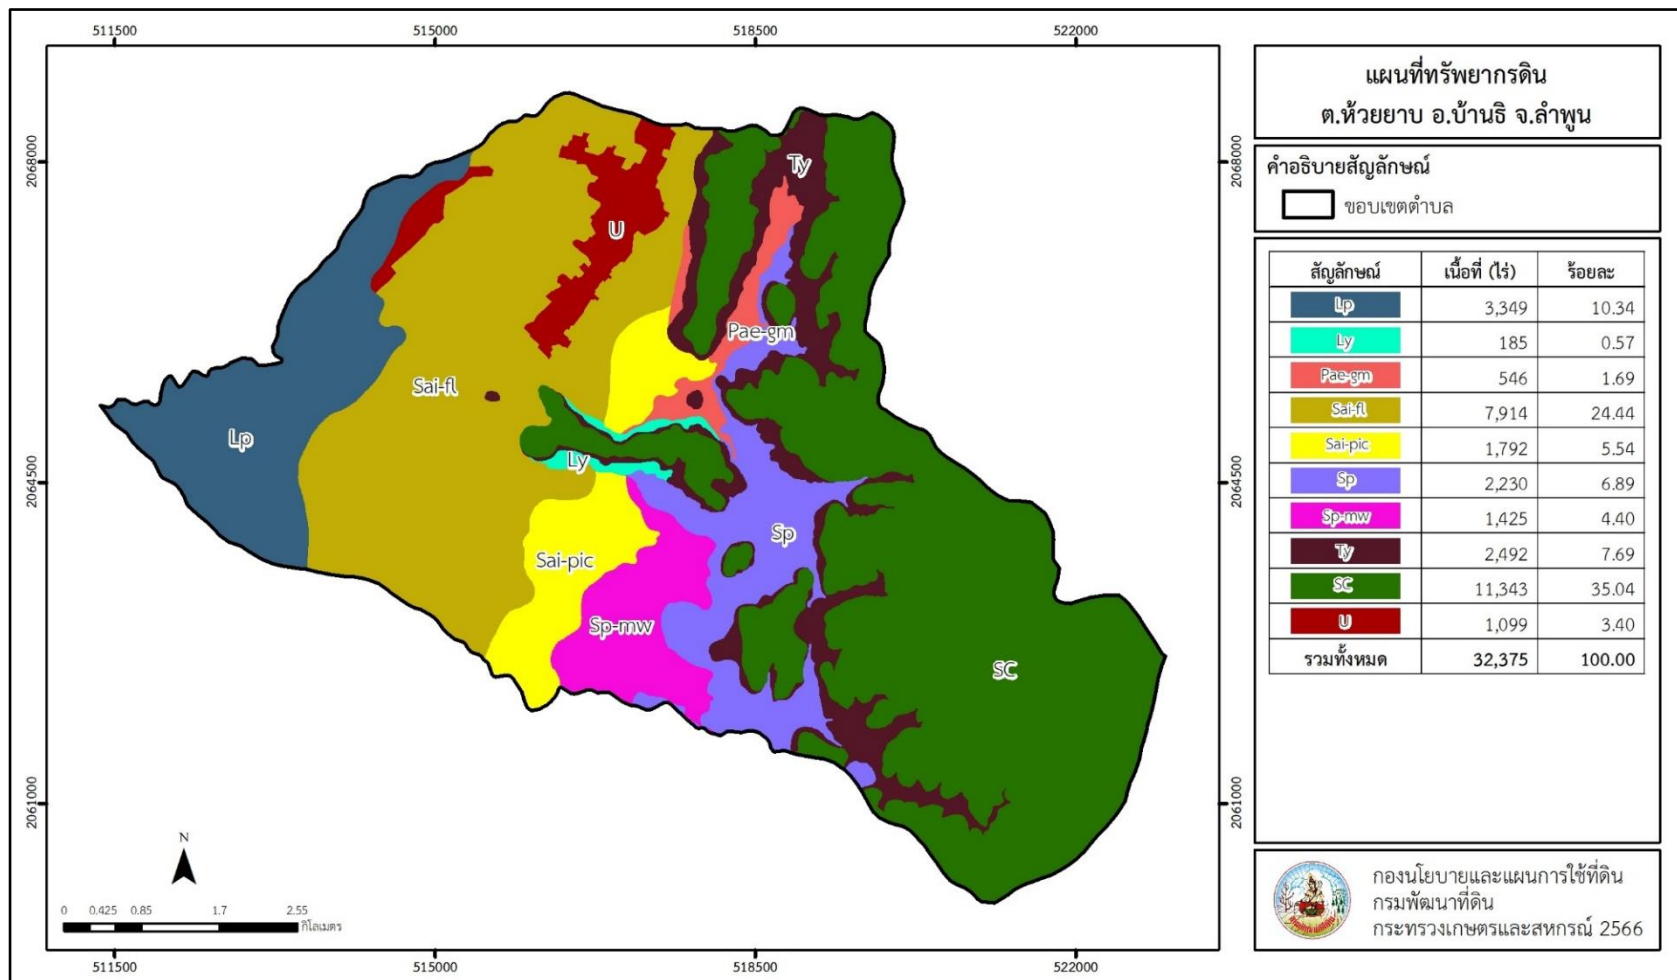 511500 515000 518500 522000
2068000
2064500
2061000
Ty
U
Pae-gm
Sai-fl
Lp
Ly
Sp
Sai-pic
Sp-mw
SC
N
0 0.425 0.85 1.7 2.55
กิโลเมตร
2068000
2064500
2061000
511500 515000 518500 522000
แผนที่ทรัพยากรดิน
ต.ห้วยยาบ อ.บ้านธิ จ.ลำพูน
คำอธิบายสัญลักษณ์
ขอบเขตตำบล
สัญลักษณ์ เนื้อที่ (ไร่) ร้อยละ
Lp 3,349 10.34
Ly 185 0.57
Pae-gm 546 1.69
Sai-fl 7,914 24.44
Sai-pic 1,792 5.54
Sp 2,230 6.89
Sp-mw 1,425 4.40
Ty 2,492 7.69
SC 11,343 35.04
U 1,099 3.40
รวมทั้งหมด 32,375 100.00
กองนโยบายและแผนการใช้ที่ดิน
กรมพัฒนาที่ดิน
กระทรวงเกษตรและสหกรณ์ 2566